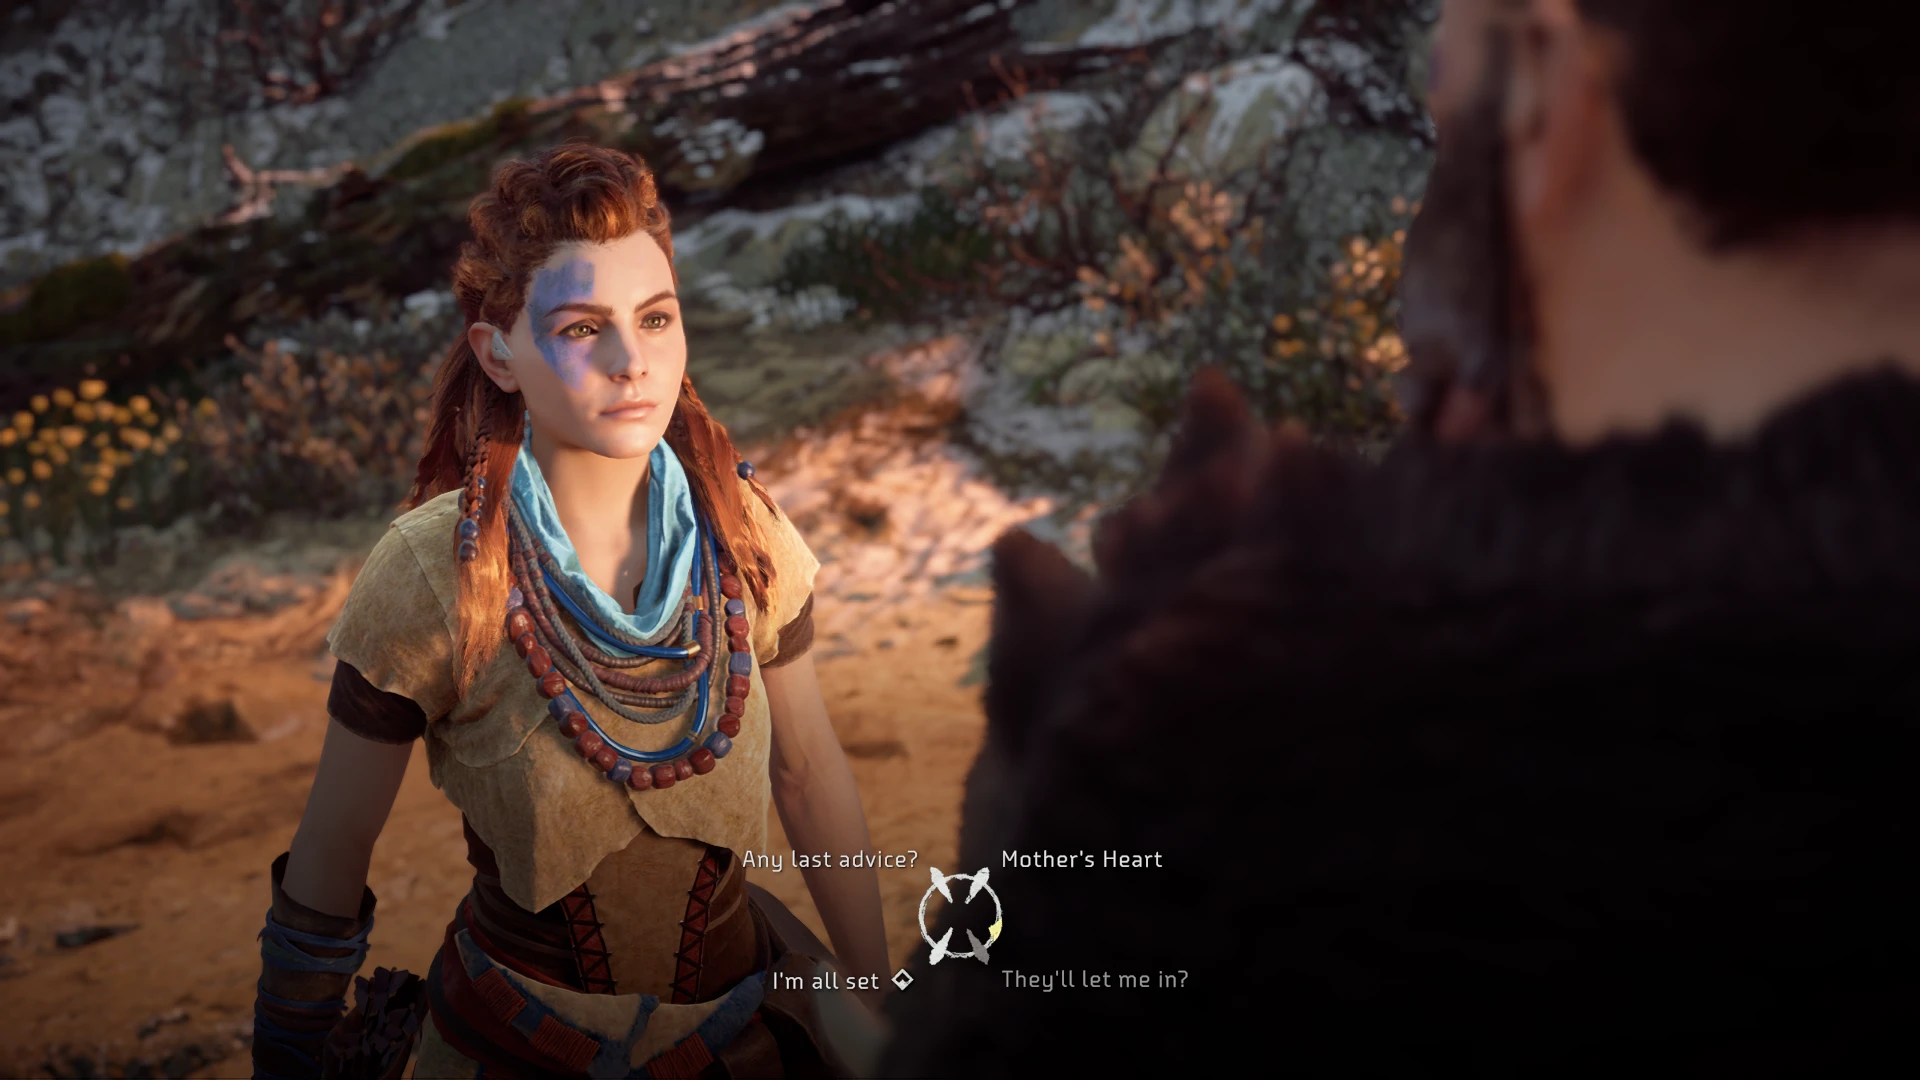 Any last advice?
Mother's Heart
I'm all set
They'll let me in?